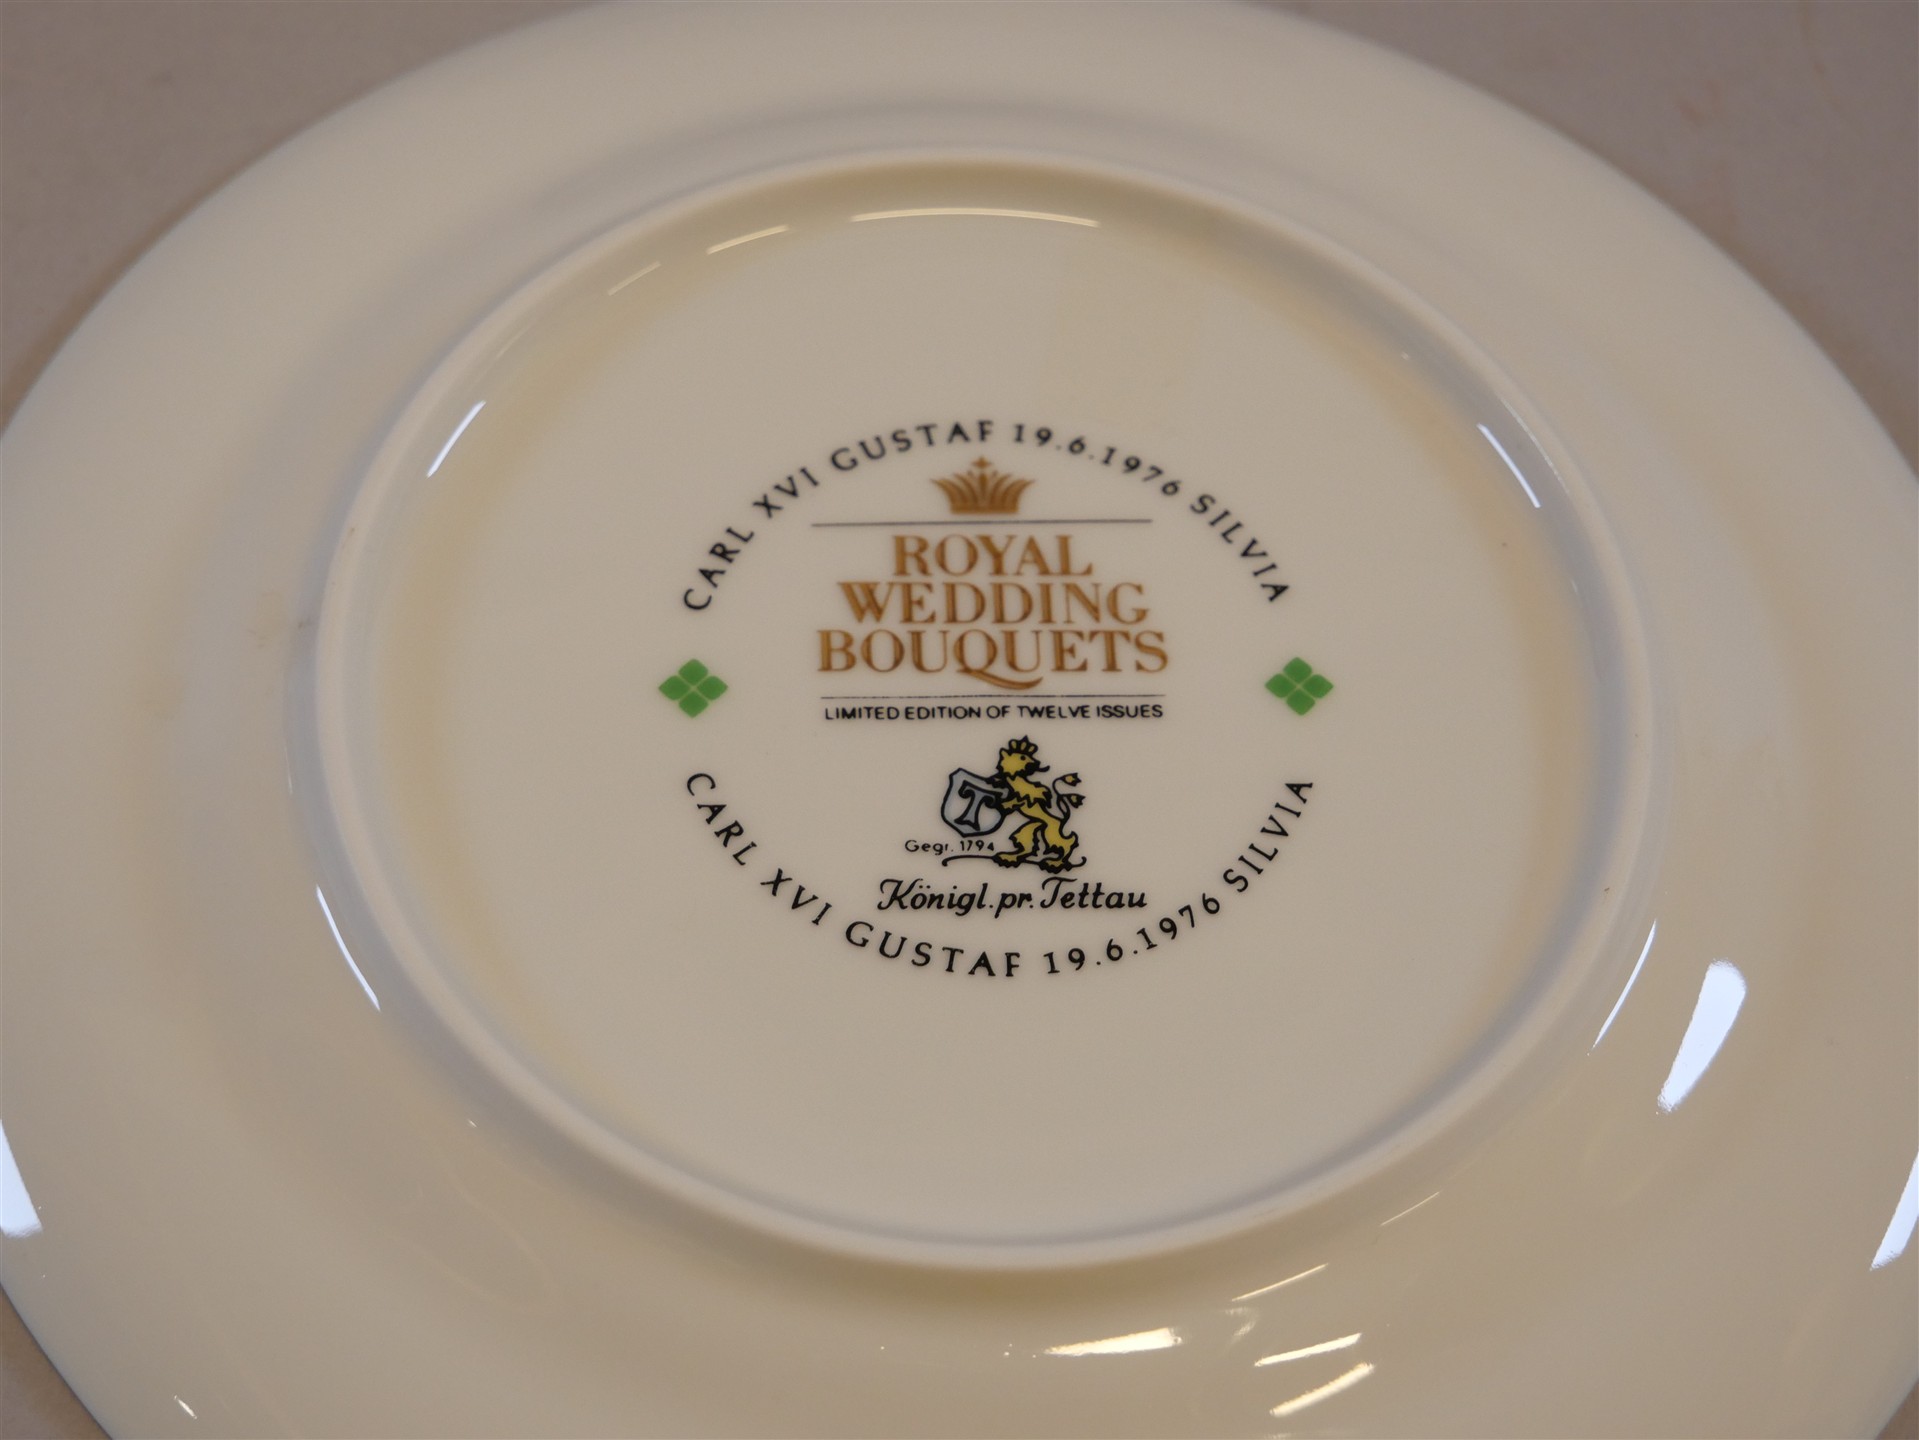 CARL XVI GUSTAF 19.6.1976 SILVIA
ROYAL
WEDDING
BOUQUETS
LIMITED EDITION OF TWELVE ISSUES
T
Gegr. 1794
Königl. pr. Tettau
CARL XVI GUSTAF 19.6.1976 SILVIA